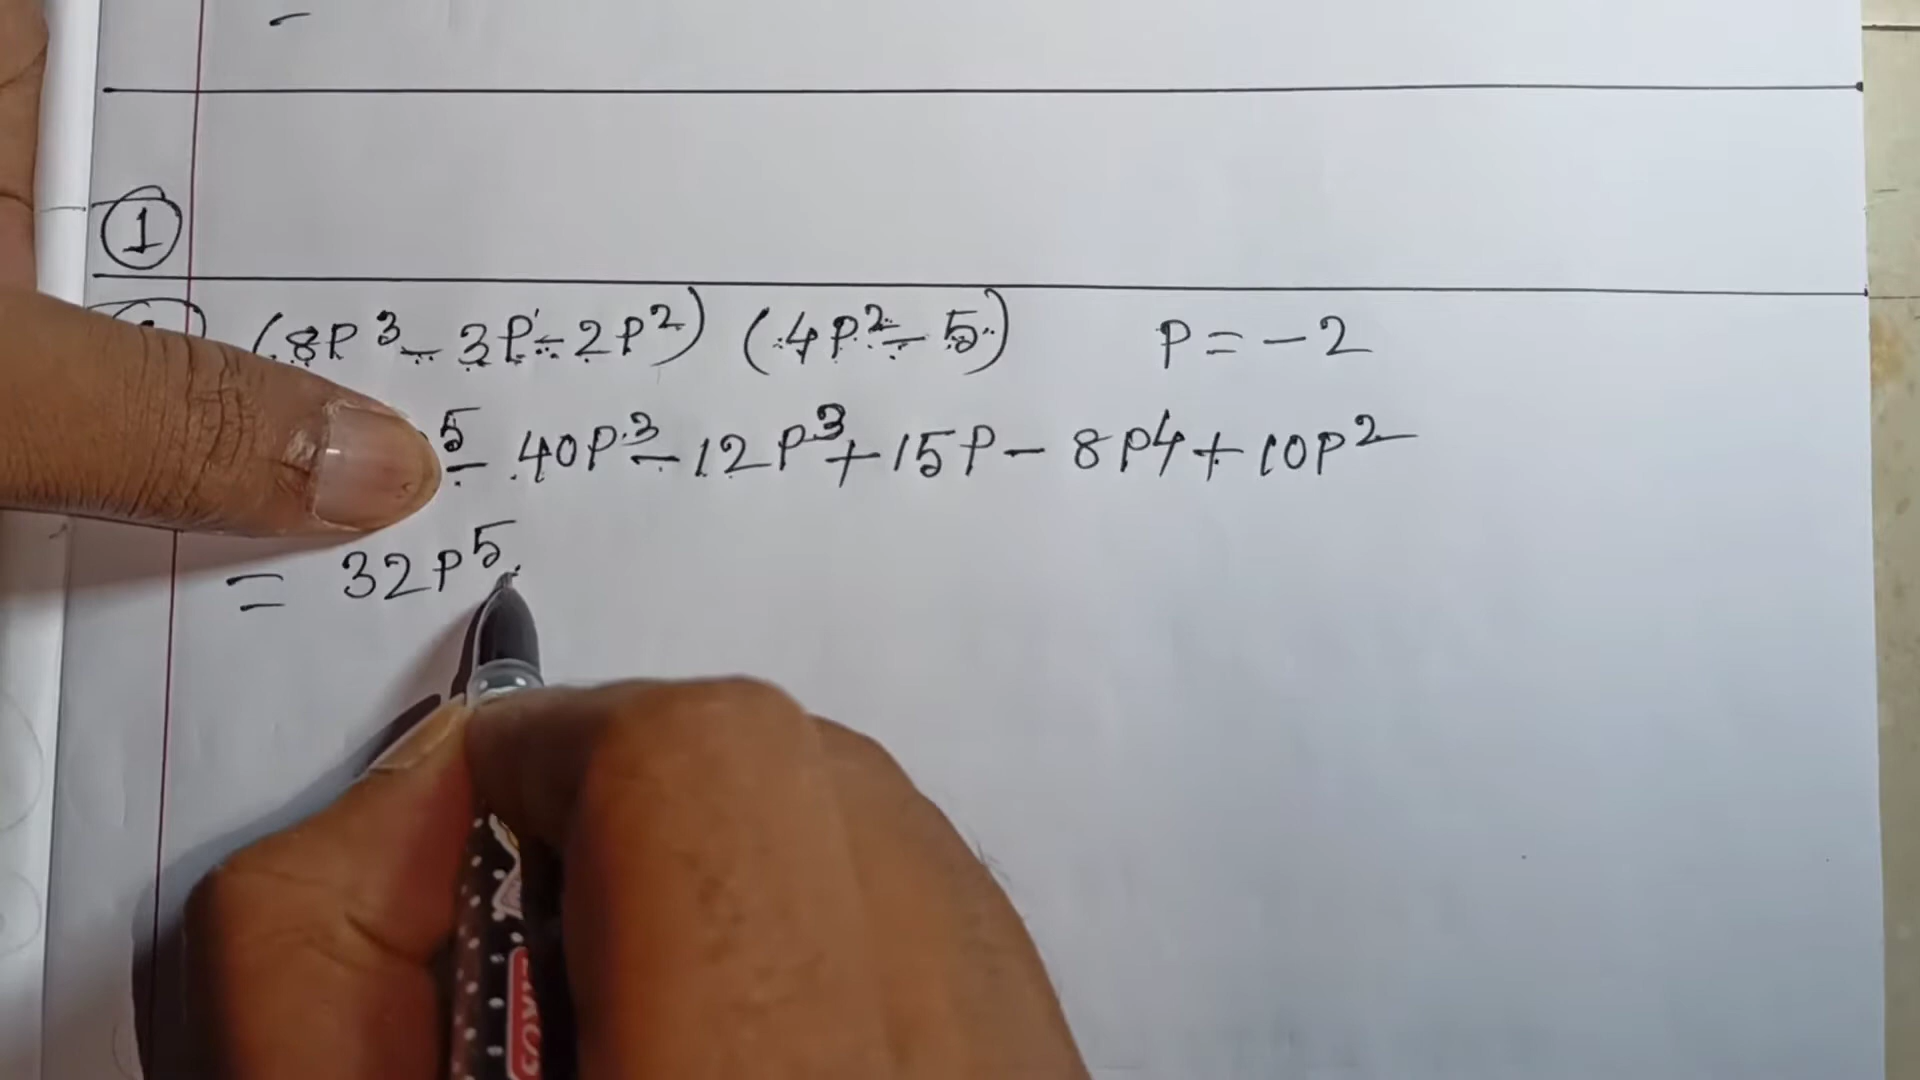 ①
(8P³ - 3P - 2P²) (4P² - 5) P = -2
⁵ - 40P³ - 12P³ + 15P - 8P⁴ + 10P²
= 32P⁵